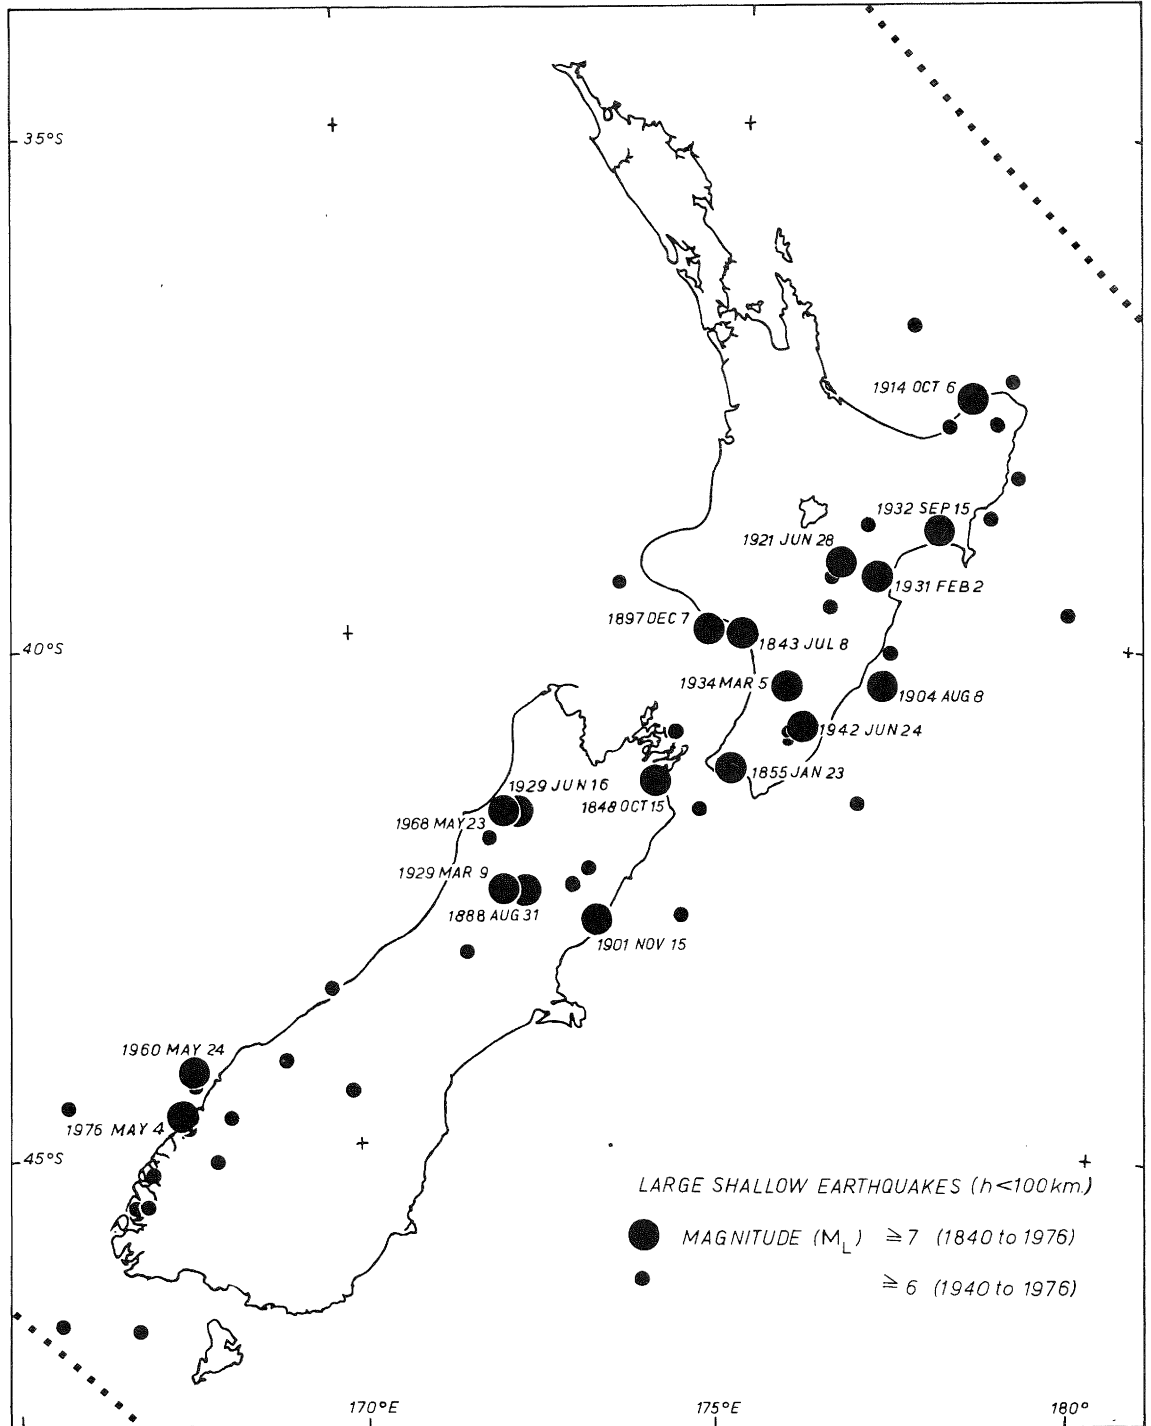 35°S
1914 OCT 6
1932 SEP 15
1921 JUN 28
1931 FEB 2
1897 DEC 7
1843 JUL 8
40°S
1934 MAR 5
1904 AUG 8
1942 JUN 24
1855 JAN 23
1929 JUN 16
1848 OCT 15
1968 MAY 23
1929 MAR 9
1888 AUG 31
1901 NOV 15
1960 MAY 24
1976 MAY 4
45°S
LARGE SHALLOW EARTHQUAKES (h<100km.)
MAGNITUDE (ML) ≥7 (1840 to 1976)
≥6 (1940 to 1976)
170°E 175°E 180°